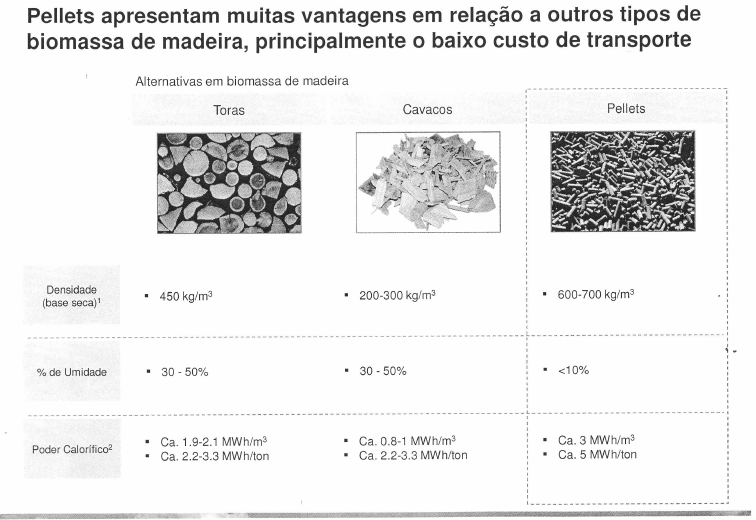 Pellets apresentam muitas vantagens em relação a outros tipos de
biomassa de madeira, principalmente o baixo custo de transporte
Alternativas em biomassa de madeira
Toras
Cavacos
Pellets
Densidade
(base seca)¹
▪ 450 kg/m³
▪ 200-300 kg/m³
▪ 600-700 kg/m³
% de Umidade
▪ 30 - 50%
▪ 30 - 50%
▪ <10%
Poder Calorífico²
▪ Ca. 1.9-2.1 MWh/m³
▪ Ca. 2.2-3.3 MWh/ton
▪ Ca. 0.8-1 MWh/m³
▪ Ca. 2.2-3.3 MWh/ton
▪ Ca. 3 MWh/m³
▪ Ca. 5 MWh/ton